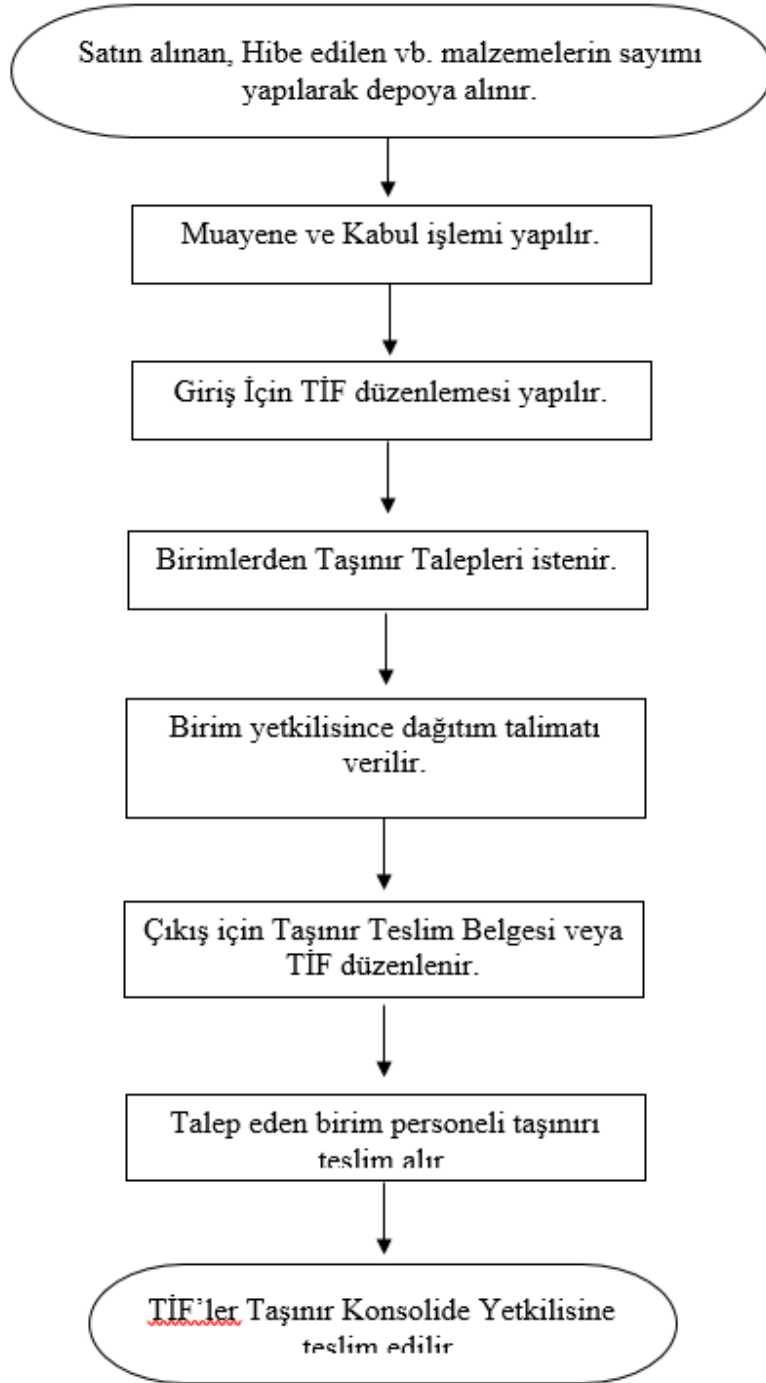 Satın alınan, Hibe edilen vb. malzemelerin sayımı
yapılarak depoya alınır.
Muayene ve Kabul işlemi yapılır.
Giriş İçin TİF düzenlemesi yapılır.
Birimlerden Taşınır Talepleri istenir.
Birim yetkilisince dağıtım talimatı
verilir.
Çıkış için Taşınır Teslim Belgesi veya
TİF düzenlenir.
Talep eden birim personeli taşınırı
teslim alır
TİF'ler Taşınır Konsolide Yetkilisine
teslim edilir